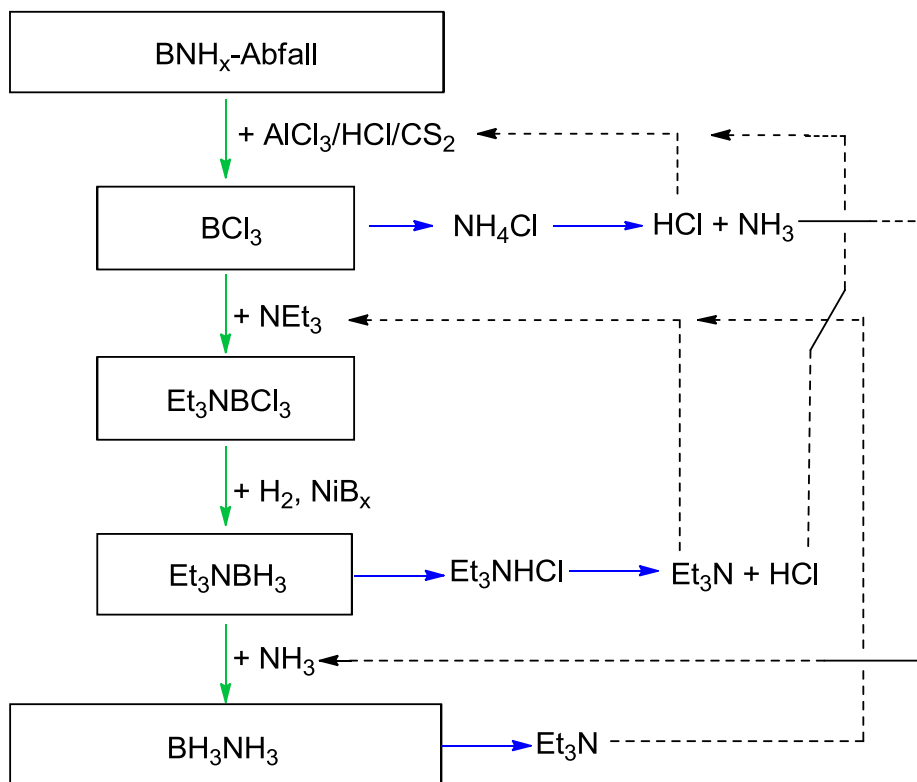 BNHₓ-Abfall
+ AlCl₃/HCl/CS₂
BCl₃
NH₄Cl
HCl + NH₃
+ NEt₃
Et₃NBCl₃
+ H₂, NiBₓ
Et₃NBH₃
Et₃NHCl
Et₃N + HCl
+ NH₃
BH₃NH₃
Et₃N